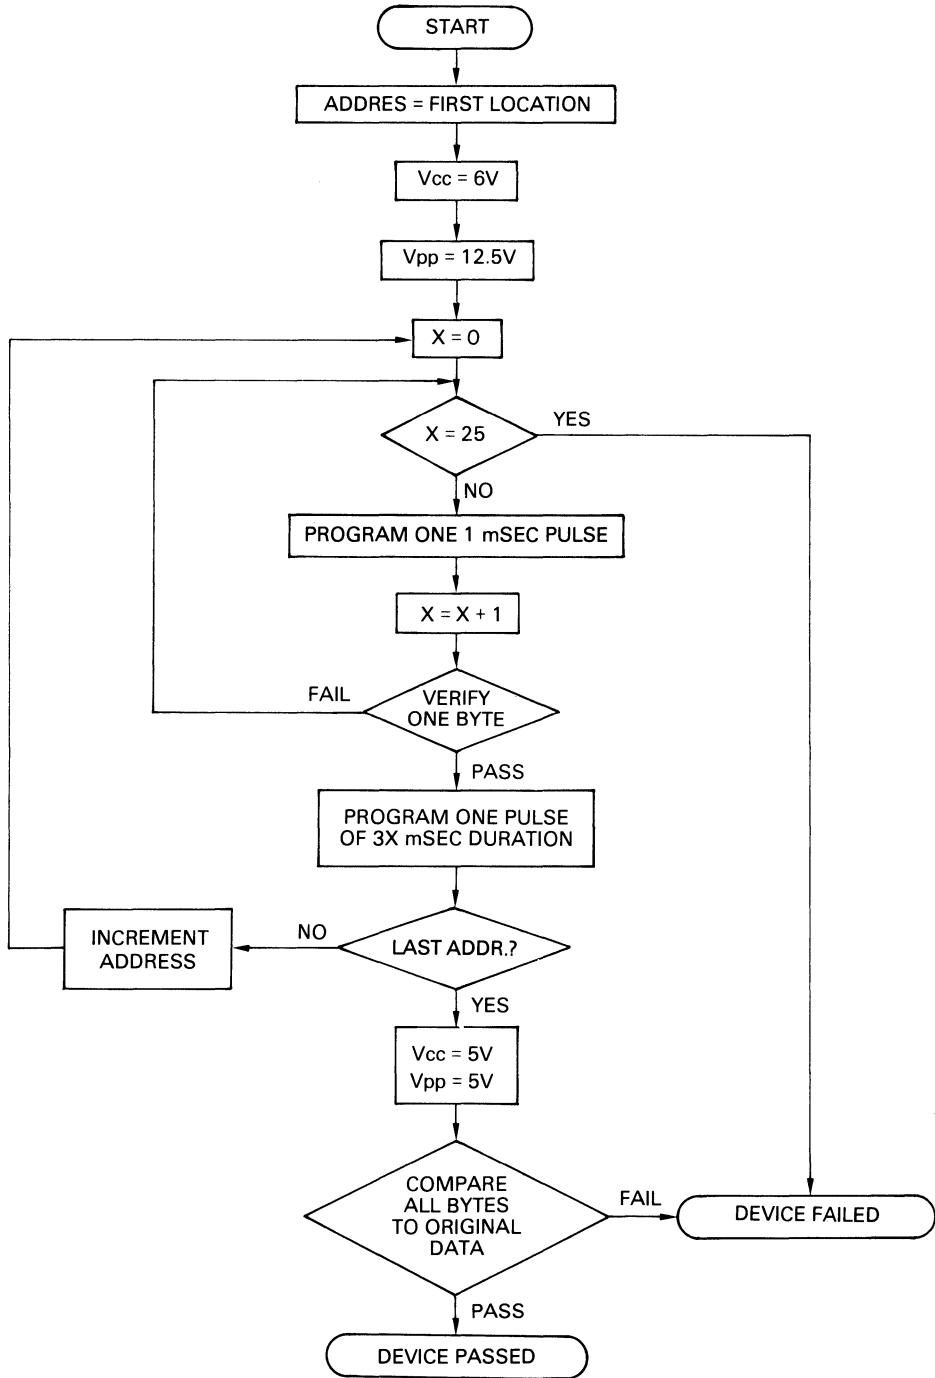 START
ADDRES = FIRST LOCATION
Vcc = 6V
Vpp = 12.5V
X = 0
X = 25
YES
NO
PROGRAM ONE 1 mSEC PULSE
X = X + 1
FAIL
VERIFY
ONE BYTE
PASS
PROGRAM ONE PULSE
OF 3X mSEC DURATION
INCREMENT
ADDRESS
NO
LAST ADDR.?
YES
Vcc = 5V
Vpp = 5V
COMPARE
ALL BYTES
TO ORIGINAL
DATA
FAIL
DEVICE FAILED
PASS
DEVICE PASSED